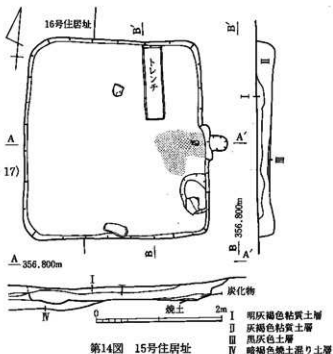 16号住居址
B′
B′
トレンチ
Ⅲ
Ⅰ
A
A′
A′
17)
Ⅲ
B
B 356.800m
A′
A 356.800m
Ⅰ
炭化物
Ⅳ
焼土
0
2m
Ⅰ 明灰褐色粘質土層
Ⅱ 灰褐色粘質土層
Ⅲ 黒灰色土層
Ⅳ 暗褐色焼土混り土層
第14図 15号住居址